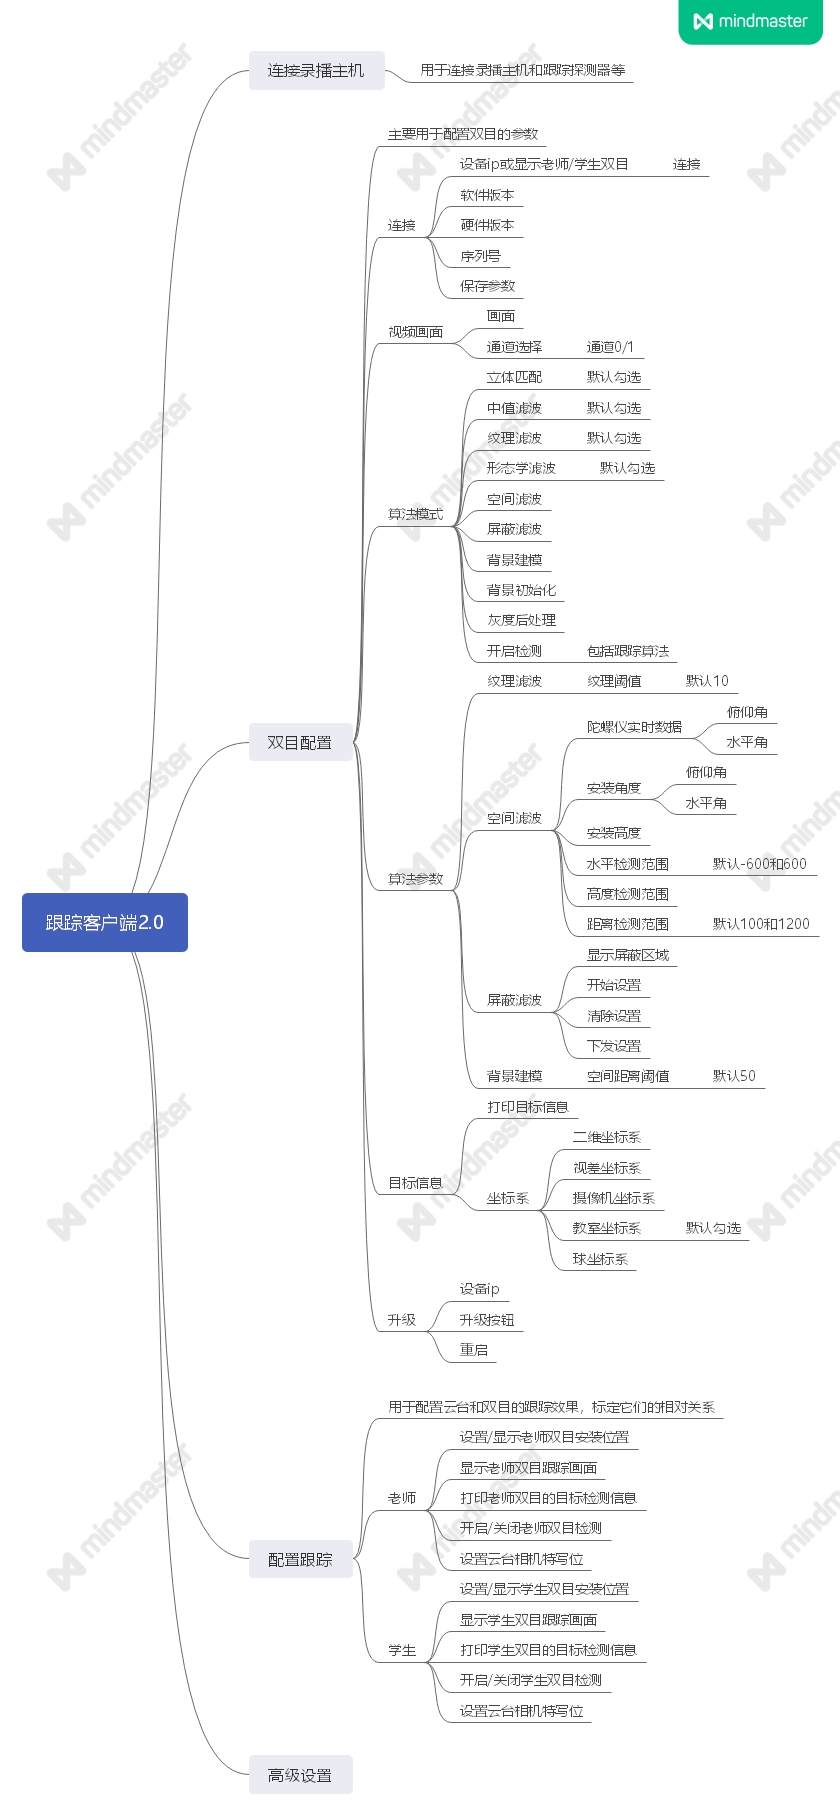 mindmaster
连接录播主机
用于连接录播主机和跟踪探测器等
主要用于配置双目的参数
设备ip或显示老师/学生双目 连接
软件版本
连接
硬件版本
序列号
保存参数
画面
视频画面
通道选择 通道0/1
立体匹配 默认勾选
中值滤波 默认勾选
纹理滤波 默认勾选
形态学滤波 默认勾选
空间滤波
算法模式
屏蔽滤波
背景建模
背景初始化
灰度后处理
开启检测 包括跟踪算法
纹理滤波 纹理阈值 默认10
俯仰角
陀螺仪实时数据
水平角
双目配置
俯仰角
安装角度
水平角
空间滤波
安装高度
水平检测范围 默认-600和600
算法参数
高度检测范围
距离检测范围 默认100和1200
跟踪客户端2.0
显示屏蔽区域
开始设置
屏蔽滤波
清除设置
下发设置
背景建模 空间距离阈值 默认50
打印目标信息
二维坐标系
视差坐标系
目标信息
坐标系
摄像机坐标系
教室坐标系 默认勾选
球坐标系
设备ip
升级
升级按钮
重启
用于配置云台和双目的跟踪效果，标定它们的相对关系
设置/显示老师双目安装位置
显示老师双目跟踪画面
老师
打印老师双目的目标检测信息
开启/关闭老师双目检测
设置云台相机特写位
配置跟踪
设置/显示学生双目安装位置
显示学生双目跟踪画面
学生
打印学生双目的目标检测信息
开启/关闭学生双目检测
设置云台相机特写位
高级设置